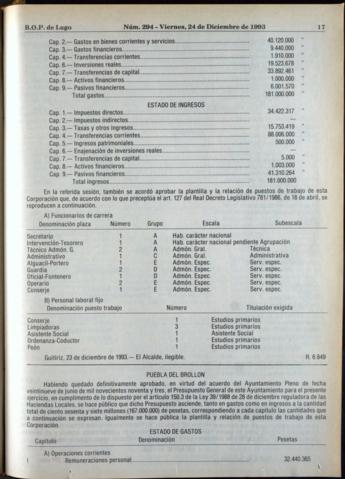 B.O.P. de Lugo Núm. 294 - Viernes, 24 de Diciembre de 1993 17
Cap. 2.— Gastos en bienes corrientes y servicios 40.120.000 "
Cap. 3.— Gastos financieros 9.440.000 "
Cap. 4.— Transferencias corrientes 1.910.000 "
Cap. 6.— Inversiones reales 19.523.678 "
Cap. 7.— Transferencias de capital 33.892.461 "
Cap. 8.— Activos financieros 1.000.000 "
Cap. 9.— Pasivos financieros 6.001.570 "
Total gastos 181.000.000 "
ESTADO DE INGRESOS
Cap. 1.— Impuestos directos 34.422.317 "
Cap. 2.— Impuestos indirectos —
Cap. 3.— Taxas y otros ingresos 15.753.419 "
Cap. 4.— Transferencias corrientes 88.006.000 "
Cap. 5.— Ingresos patrimoniales 500.000 "
Cap. 6.— Enajenación de inversiones reales —
Cap. 7.— Transferencias de capital 5.000 "
Cap. 8.— Activos financieros 1.003.000 "
Cap. 9.— Pasivos financieros 41.310.264 "
Total ingresos 181.000.000 "
En la referida sesión, también se acordó aprobar la plantilla y la relación de puestos de trabajo de esta
Corporación que, de acuerdo con lo que preceptúa el art. 127 del Real Decreto Legislativo 781/1986, de 18 de abril, se
reproducen a continuación.
A) Funcionarios de carrera
Denominación plaza Número Grupo Escala Subescala
Secretario 1 A Hab. carácter nacional
Intervención-Tesorero 1 A Hab. carácter nacional pendiente Agrupación
Técnico Admón. G. 2 A Admón. Gral. Técnica
Administrativo 1 C Admón. Gral. Administrativa
Alguacil-Portero 1 E Admón. Espec. Serv. espec.
Guardia 2 D Admón. Espec. Serv. espec.
Oficial-Fontanero 1 D Admón. Espec. Serv. espec.
Operario 2 E Admón. Espec. Serv. espec.
Conserje 1 E Admón. Espec. Serv. espec.
B) Personal laboral fijo
Denominación puesto trabajo Número Titulación exigida
Conserje 1 Estudios primarios
Limpiadoras 3 Estudios primarios
Asistente Social 1 Asistente Social
Ordenanza-Coductor 1 Estudios primarios
Peón 1 Estudios primarios
Guitiriz, 23 de diciembre de 1993.— El Alcalde, ilegible. R. 6.849
PUEBLA DEL BROLLON
Habiendo quedado definitivamente aprobado, en virtud del acuerdo del Ayuntamiento Pleno de fecha
veintinueve de junio de mil novecientos noventa y tres, el Presupuesto General de este Ayuntamiento para el presente
ejercicio, en cumplimento de lo dispuesto por el artículo 150.3 de la Ley 39/1988 de 28 de diciembre reguladora de las
Haciendas Locales, se hace público que dicho Presupuesto asciende, tanto en gastos como en ingresos a la cantidad
total de ciento sesenta y siete millones (167.000.000) de pesetas, correspondiendo a cada capítulo las cantidades que
a continuación se expresan. Igualmente se hace pública la plantilla y relación de puestos de trabajo de esta
Corporación.
ESTADO DE GASTOS
Capítulo Denominación Pesetas
A) Operaciones corrientes
1 Remuneraciones personal 32.440.365